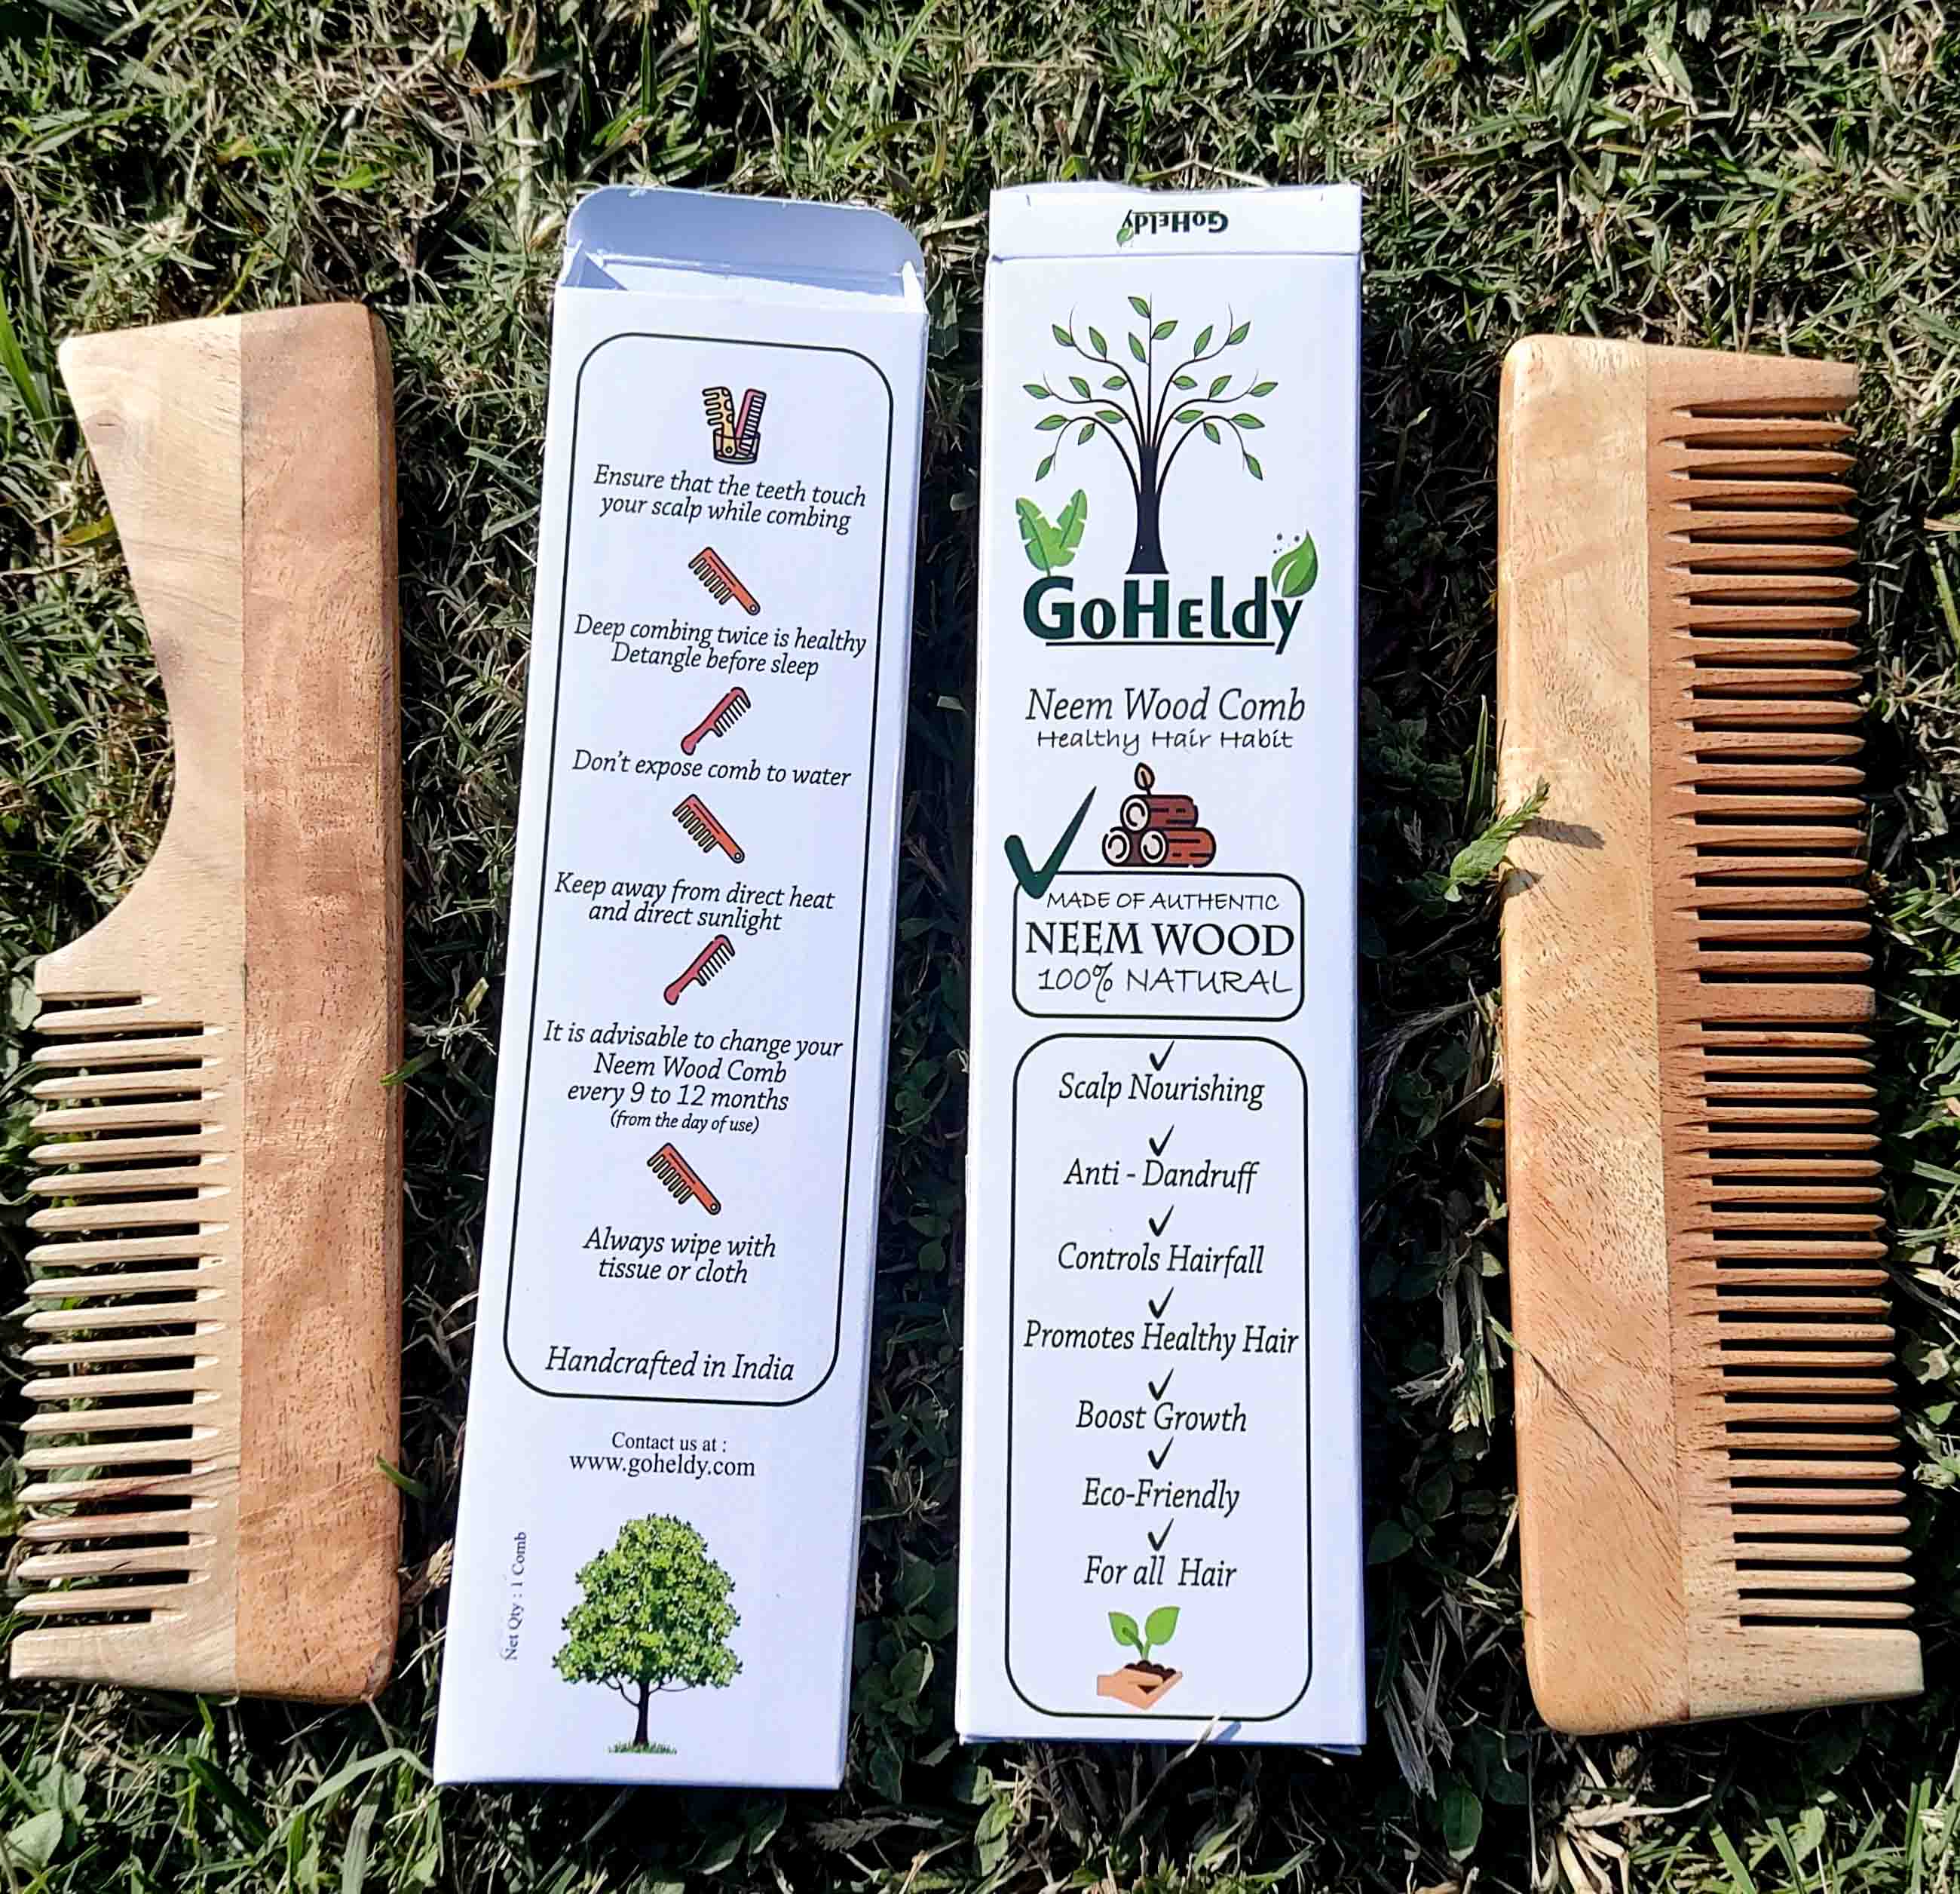 Ensure that the teeth touch
your scalp while combing
Deep combing twice is healthy
Detangle before sleep
Don't expose comb to water
Keep away from direct heat
and direct sunlight
It is advisable to change your
Neem Wood Comb
every 9 to 12 months
(from the day of use)
Always wipe with
tissue or cloth
Handcrafted in India
Contact us at :
www.goheldy.com
Net Qty : 1 Comb
GoHeldy
GoHEldy
Neem Wood Comb
Healthy Hair Habit
MADE OF AUTHENTIC
NEEM WOOD
100% NATURAL
Scalp Nourishing
Anti - Dandruff
Controls Hairfall
Promotes Healthy Hair
Boost Growth
Eco-Friendly
For all Hair